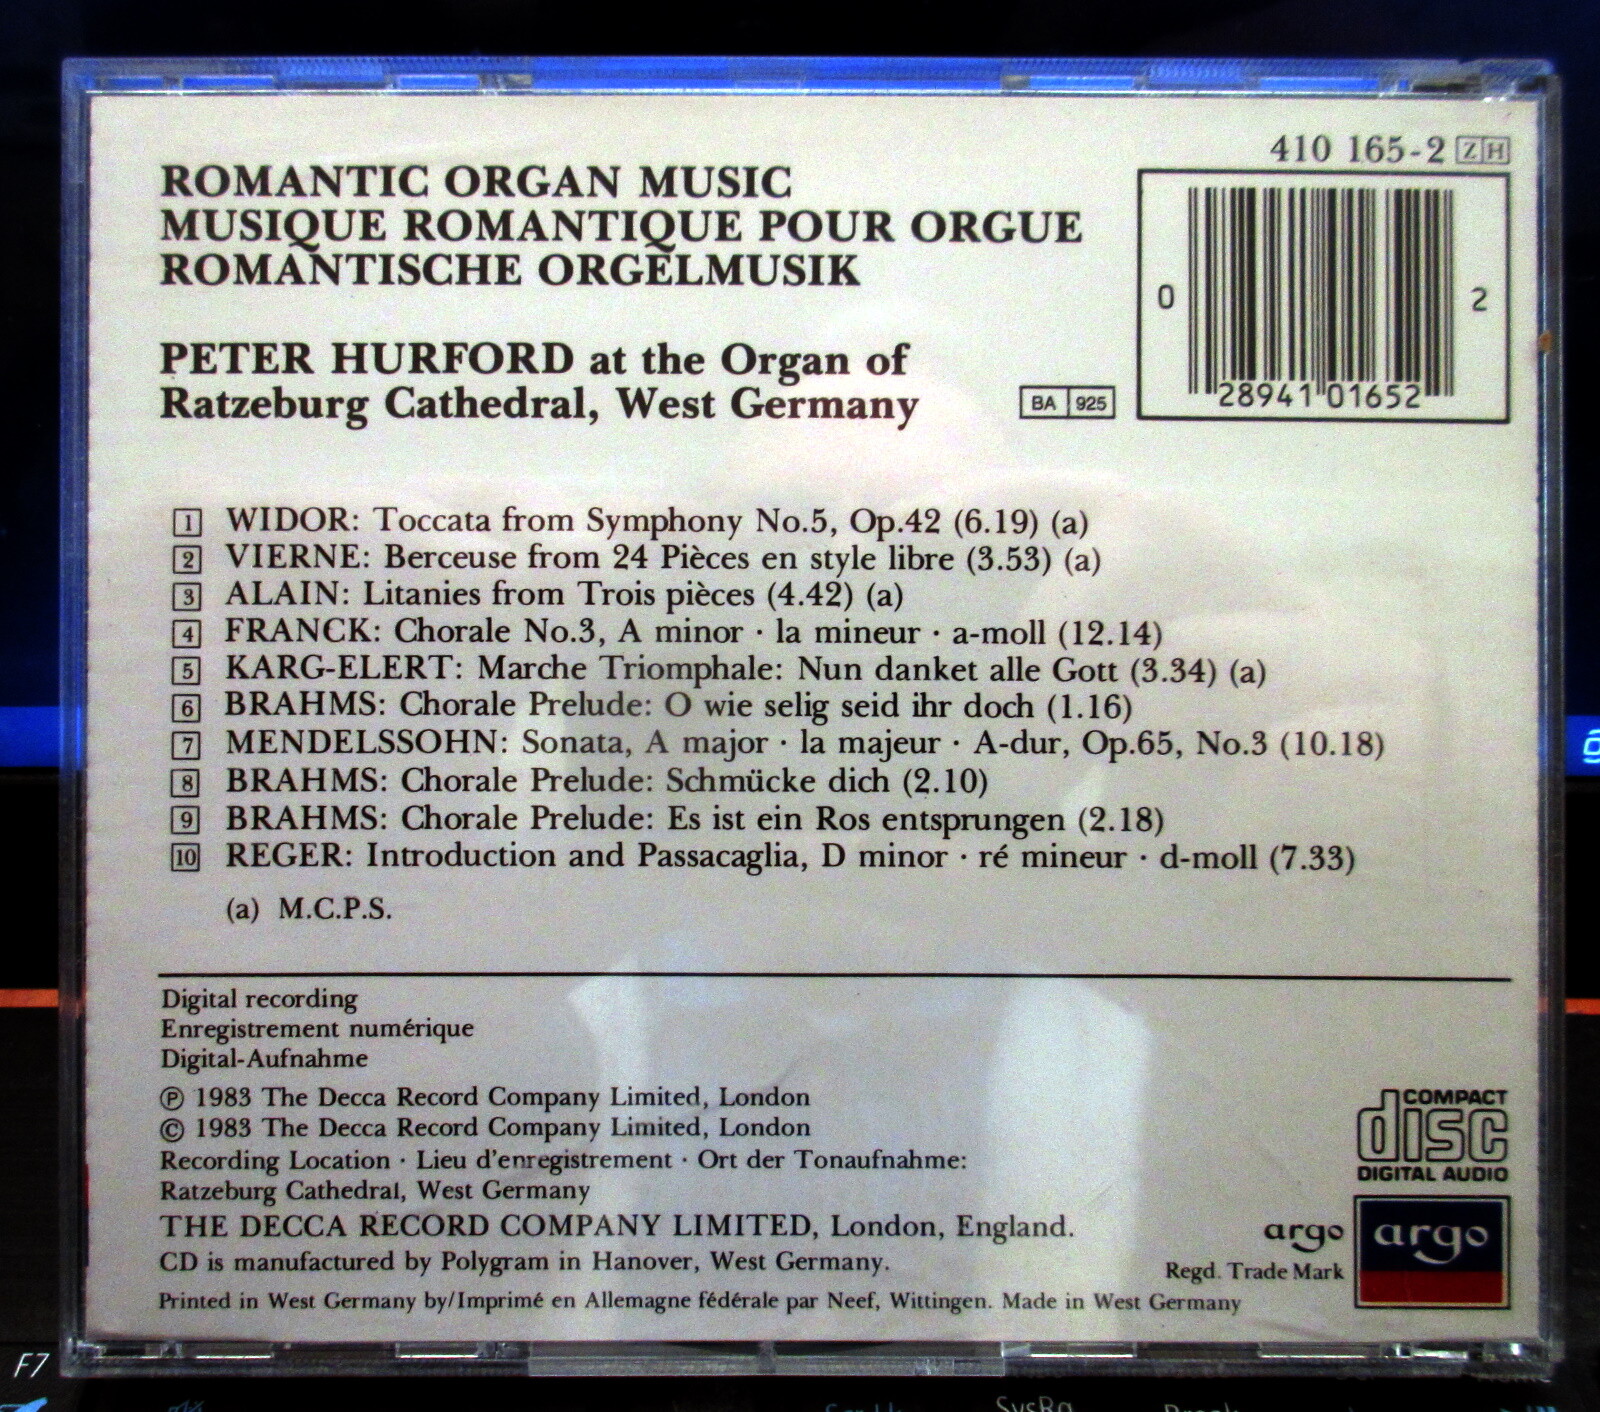 410 165-2 ZH
ROMANTIC ORGAN MUSIC
MUSIQUE ROMANTIQUE POUR ORGUE
ROMANTISCHE ORGELMUSIK
0 2
28941 01652
PETER HURFORD at the Organ of
Ratzeburg Cathedral, West Germany
BA 925
1 WIDOR: Toccata from Symphony No.5, Op.42 (6.19) (a)
2 VIERNE: Berceuse from 24 Pièces en style libre (3.53) (a)
3 ALAIN: Litanies from Trois pièces (4.42) (a)
4 FRANCK: Chorale No.3, A minor · la mineur · a-moll (12.14)
5 KARG-ELERT: Marche Triomphale: Nun danket alle Gott (3.34) (a)
6 BRAHMS: Chorale Prelude: O wie selig seid ihr doch (1.16)
7 MENDELSSOHN: Sonata, A major · la majeur · A-dur, Op.65, No.3 (10.18)
8 BRAHMS: Chorale Prelude: Schmücke dich (2.10)
9 BRAHMS: Chorale Prelude: Es ist ein Ros entsprungen (2.18)
10 REGER: Introduction and Passacaglia, D minor · ré mineur · d-moll (7.33)
(a) M.C.P.S.
Digital recording
Enregistrement numérique
Digital-Aufnahme
℗ 1983 The Decca Record Company Limited, London
© 1983 The Decca Record Company Limited, London
Recording Location · Lieu d'enregistrement · Ort der Tonaufnahme:
Ratzeburg Cathedral, West Germany
THE DECCA RECORD COMPANY LIMITED, London, England.
CD is manufactured by Polygram in Hanover, West Germany.
Printed in West Germany by/Imprimé en Allemagne fédérale par Neef, Wittingen. Made in West Germany
COMPACT
disc
DIGITAL AUDIO
argo
Regd. Trade Mark
argo
F7
SysRq